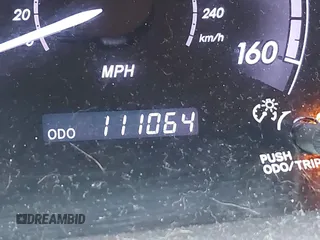 20
240
km/h
160
MPH
ODO 111064
PUSH
ODO/TRIP
DREAMBID